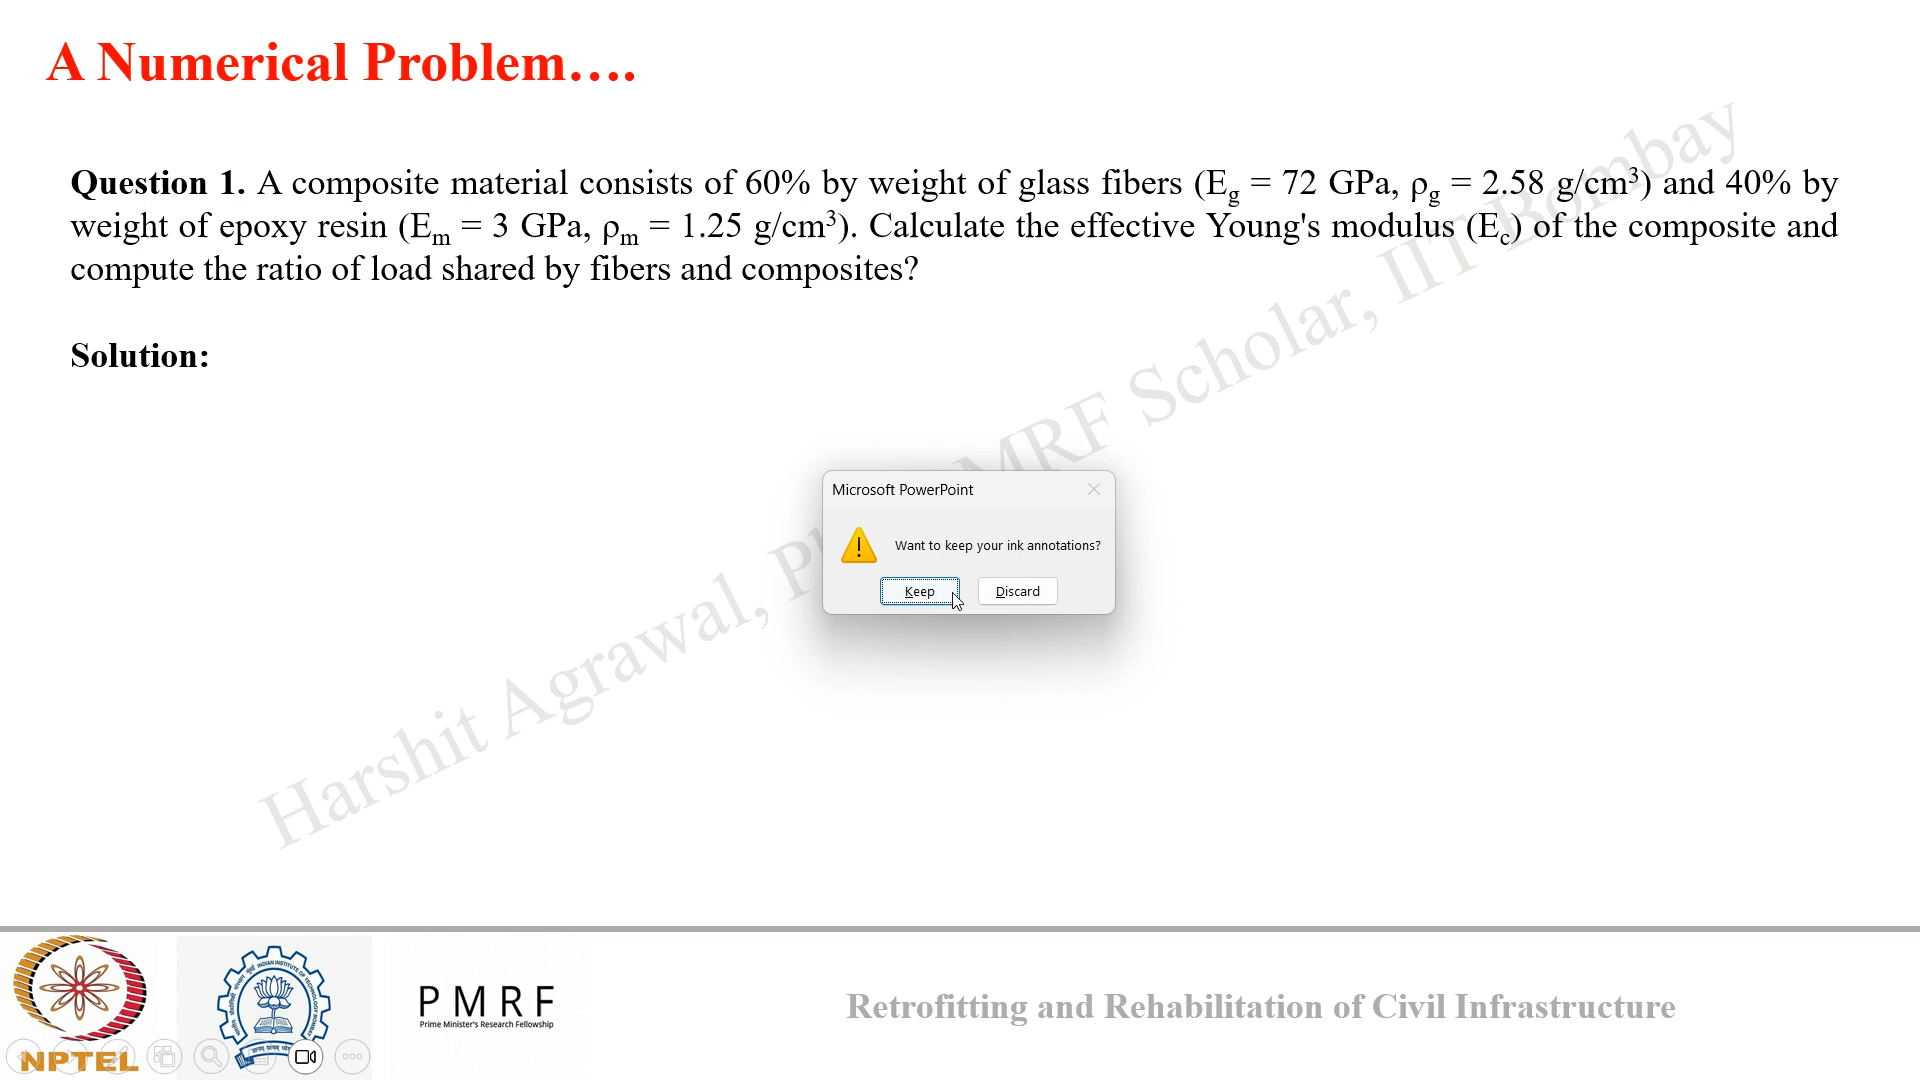 A Numerical Problem….
Question 1. A composite material consists of 60% by weight of glass fibers (Eg = 72 GPa, ρg = 2.58 g/cm³) and 40% by
weight of epoxy resin (Em = 3 GPa, ρm = 1.25 g/cm³). Calculate the effective Young's modulus (Ec) of the composite and
compute the ratio of load shared by fibers and composites?
Solution:
Harshit Agrawal, MRF Scholar, IIT Bombay
Microsoft PowerPoint
Want to keep your ink annotations?
Keep
Discard
NPTEL
PMRF
Prime Minister's Research Fellowship
Retrofitting and Rehabilitation of Civil Infrastructure